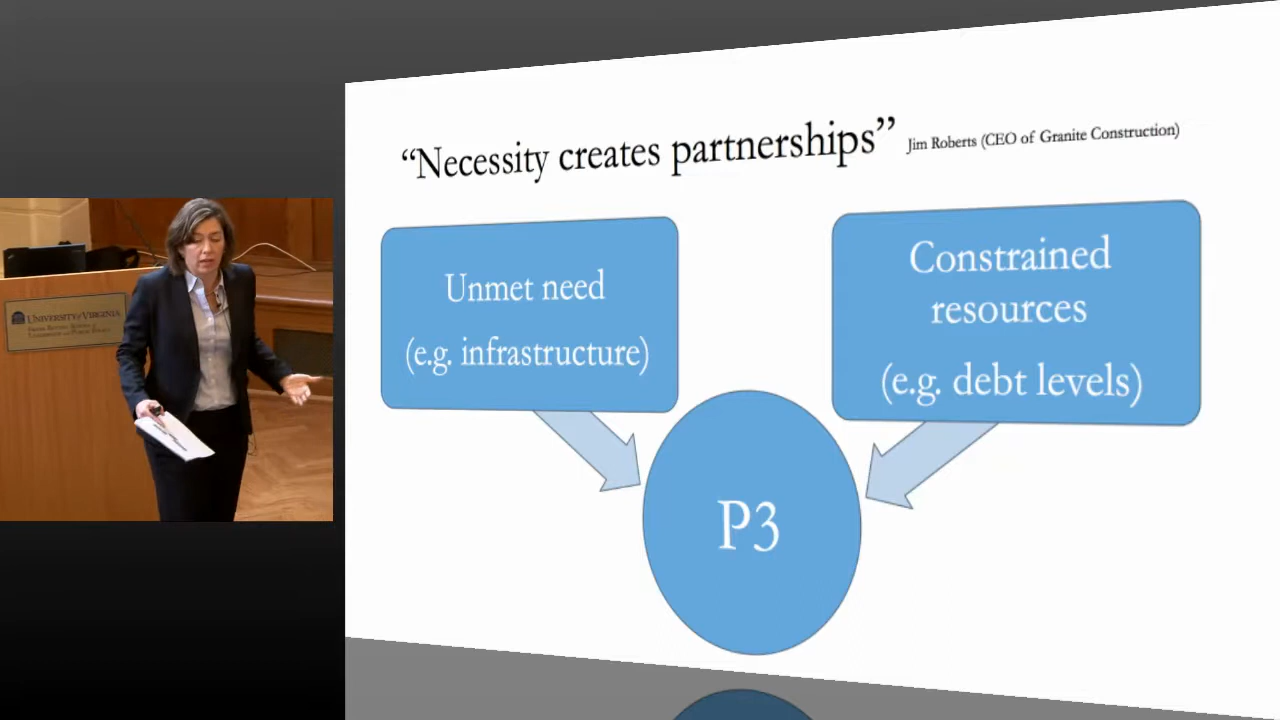 “Necessity creates partnerships” Jim Roberts (CEO of Granite Construction)
Unmet need
(e.g. infrastructure)
Constrained
resources
(e.g. debt levels)
P3
UNIVERSITY of VIRGINIA